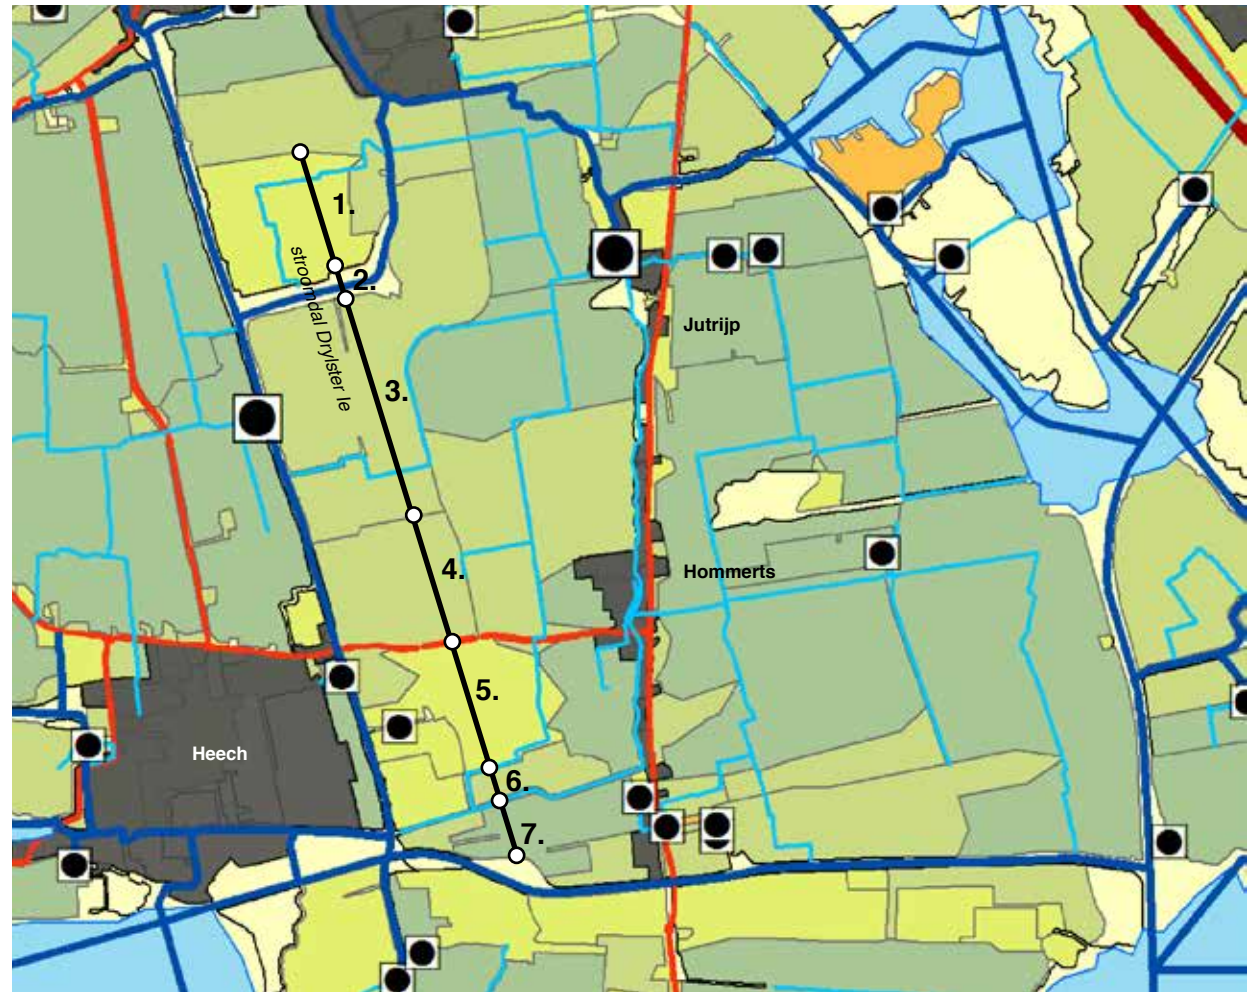 1.
2.
stroomdal Drylster Ie
Jutrijp
3.
4.
Hommerts
5.
Heech
6.
7.